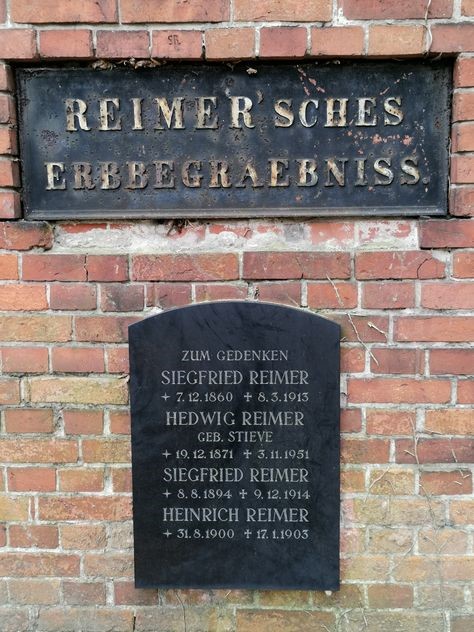 REIMER'SCHES
ERBBEGRAEBNISS.
ZUM GEDENKEN
SIEGFRIED REIMER
+ 7.12.1860 ÷ 8.3.1913
HEDWIG REIMER
GEB. STIEVE
+ 19.12.1871 ÷ 3.11.1951
SIEGFRIED REIMER
+ 8.8.1894 ÷ 9.12.1914
HEINRICH REIMER
+ 31.8.1900 ÷ 17.1.1903